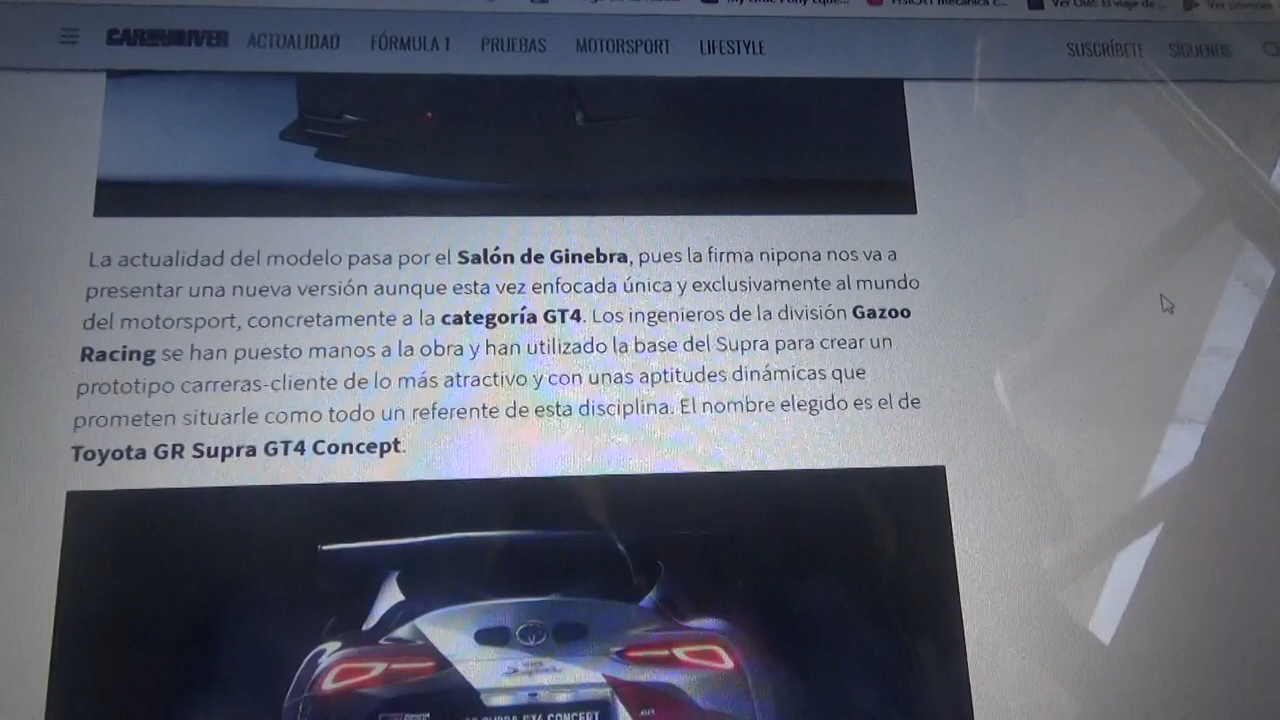 CAR AND DRIVER ACTUALIDAD FÓRMULA 1 PRUEBAS MOTORSPORT LIFESTYLE SUSCRÍBETE SÍGUENOS
La actualidad del modelo pasa por el Salón de Ginebra, pues la firma nipona nos va a
presentar una nueva versión aunque esta vez enfocada única y exclusivamente al mundo
del motorsport, concretamente a la categoría GT4. Los ingenieros de la división Gazoo
Racing se han puesto manos a la obra y han utilizado la base del Supra para crear un
prototipo carreras-cliente de lo más atractivo y con unas aptitudes dinámicas que
prometen situarle como todo un referente de esta disciplina. El nombre elegido es el de
Toyota GR Supra GT4 Concept.
SUPRA GT4 CONCEPT